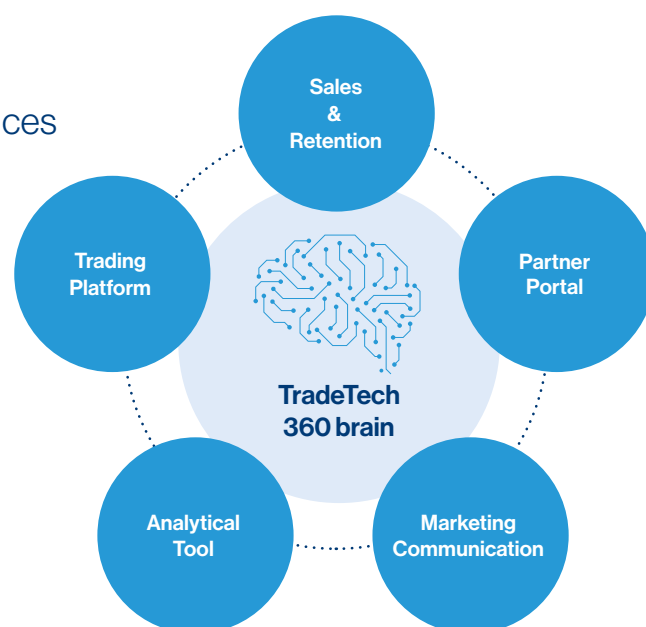 Sales
&
Retention
ces
Trading
Platform
Partner
Portal
TradeTech
360 brain
Analytical
Tool
Marketing
Communication